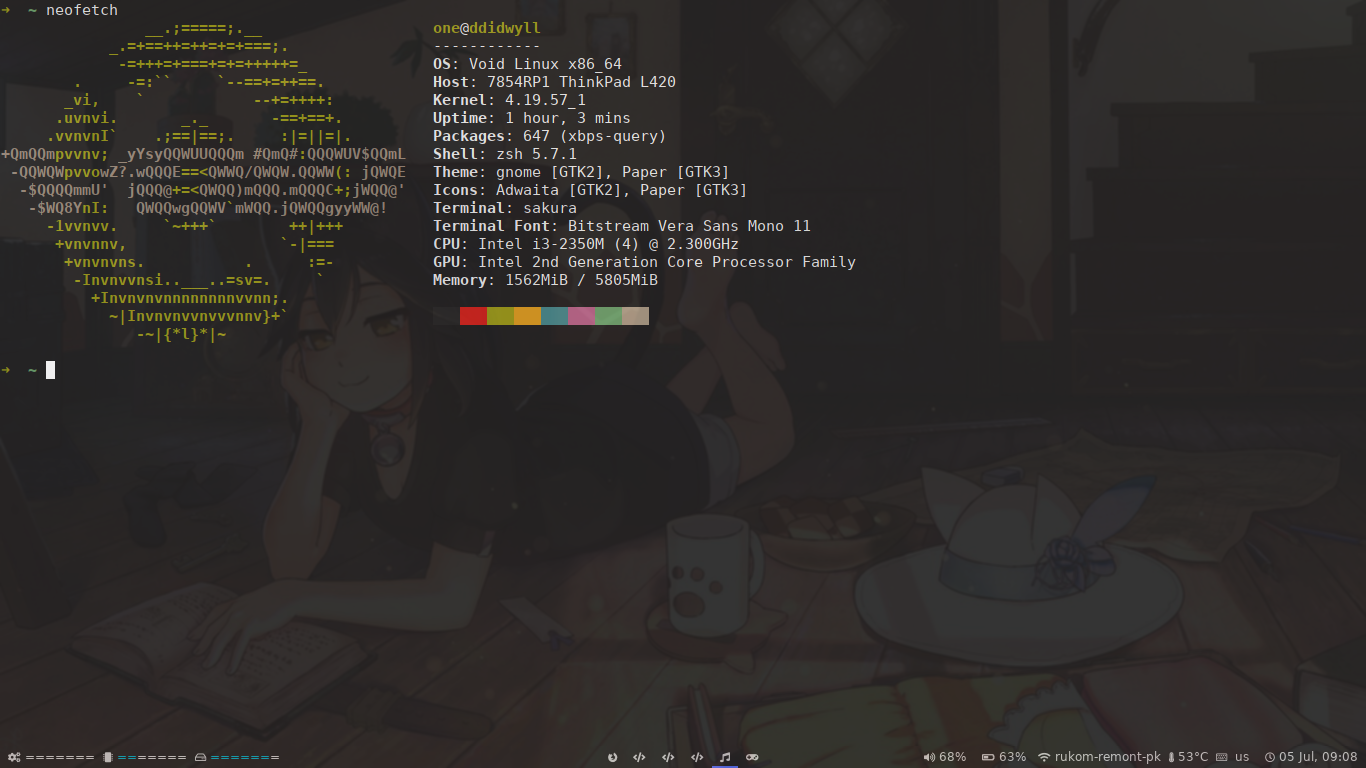 ➜  ~ neofetch
               __.;=====;.__
            _.=+==++=++=+=+===;.
             -=+++=+===+=+=+++++=_
        .     -=:``     `--==+=++==.
       _vi,    `            --+=++++:
      .uvnvi.       _._       -==+==+.
     .vvnvnI`    .;==|==;.     :|=||=|.
+QmQQmpvvnv; _yYsyQQWUUQQQm #QmQ#:QQQWUV$QQmL
 -QQWQWpvvowZ?.wQQQE==<QWWQ/QWQW.QQWW(: jQWQE
  -$QQQQmmU'  jQQQ@+=<QWQQ)mQQQ.mQQQC+;jWQQ@'
   -$WQ8YnI:   QWQQwgQQWV`mWQQ.jQWQQgyyWW@!
     -1vvnvv.     `~+++`        ++|+++
      +vnvnnv,                 `-|===
       +vnvnvns.           .      :=-
        -Invnvvnsi..___..=sv=.     `
          +Invnvnvnnnnnnnnvvnn;.
            ~|Invnvnvvnvvvnnv}+`
               -~|{*l}*|~
one@ddidwyll
------------
OS: Void Linux x86_64
Host: 7854RP1 ThinkPad L420
Kernel: 4.19.57_1
Uptime: 1 hour, 3 mins
Packages: 647 (xbps-query)
Shell: zsh 5.7.1
Theme: gnome [GTK2], Paper [GTK3]
Icons: Adwaita [GTK2], Paper [GTK3]
Terminal: sakura
Terminal Font: Bitstream Vera Sans Mono 11
CPU: Intel i3-2350M (4) @ 2.300GHz
GPU: Intel 2nd Generation Core Processor Family
Memory: 1562MiB / 5805MiB
➜  ~
======= ======= ======= 68% 63% rukom-remont-pk 53°C us 05 Jul, 09:08